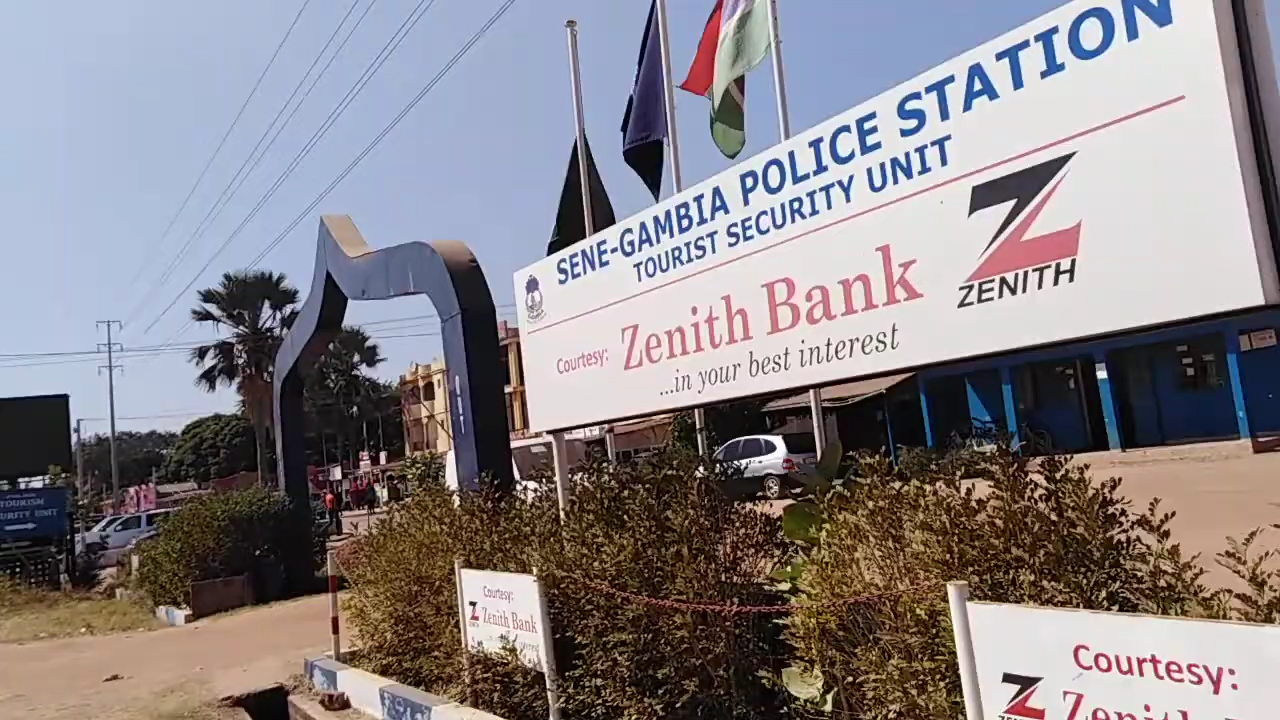 SENE-GAMBIA POLICE STATION
TOURIST SECURITY UNIT
Courtesy: Zenith Bank
...in your best interest
ZENITH
TOURISM
URITY UNIT
Courtesy:
Zenith Bank
Courtesy: